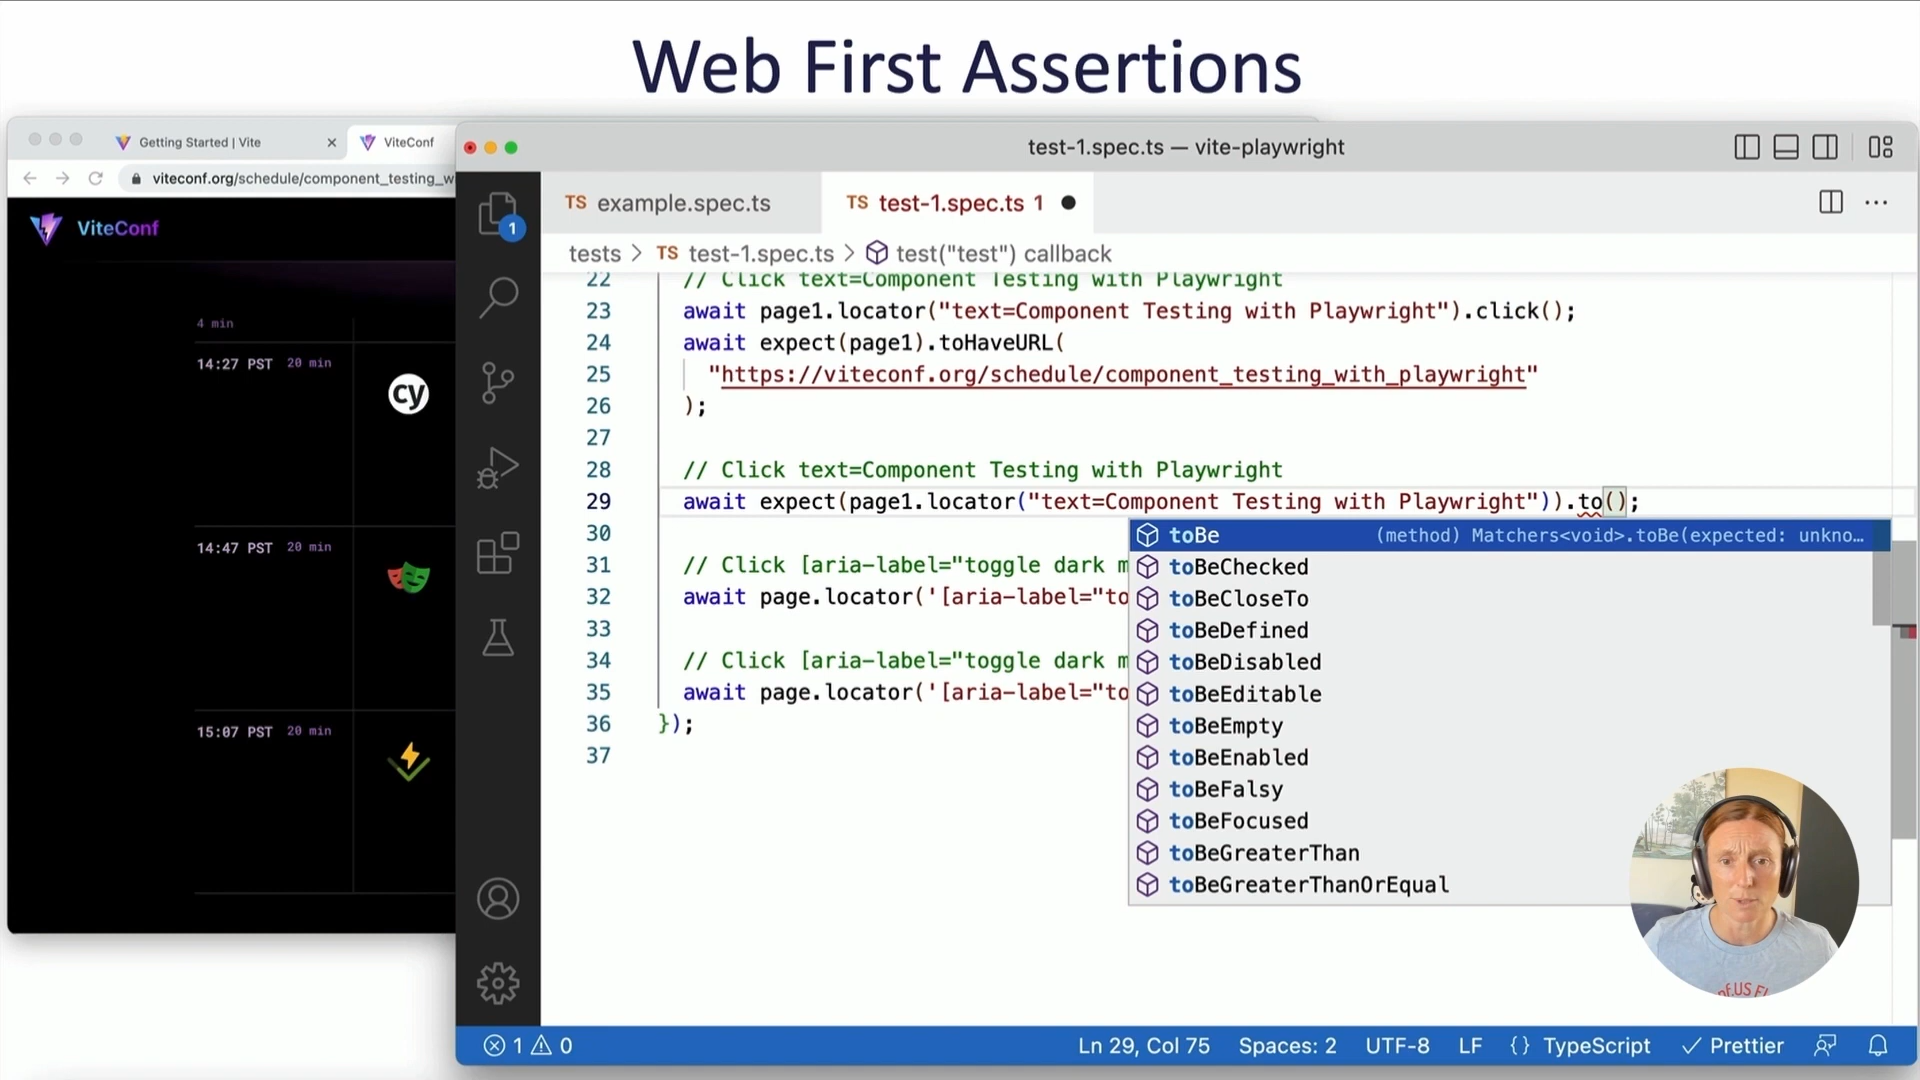 Web First Assertions
Getting Started | Vite
ViteConf
viteconf.org/schedule/component_testing_w
ViteConf
4 min
14:27 PST 20 min
cy
14:47 PST 20 min
15:07 PST 20 min
test-1.spec.ts — vite-playwright
1
TS example.spec.ts
TS test-1.spec.ts 1
tests > TS test-1.spec.ts > test("test") callback
22 // Click text=Component Testing with Playwright
23 await page1.locator("text=Component Testing with Playwright").click();
24 await expect(page1).toHaveURL(
25 "https://viteconf.org/schedule/component_testing_with_playwright"
26 );
27
28 // Click text=Component Testing with Playwright
29 await expect(page1.locator("text=Component Testing with Playwright")).to();
30
31 // Click [aria-label="toggle dark m
32 await page.locator('[aria-label="to
33
34 // Click [aria-label="toggle dark m
35 await page.locator('[aria-label="to
36 });
37
toBe (method) Matchers<void>.toBe(expected: unkno…
toBeChecked
toBeCloseTo
toBeDefined
toBeDisabled
toBeEditable
toBeEmpty
toBeEnabled
toBeFalsy
toBeFocused
toBeGreaterThan
toBeGreaterThanOrEqual
1 0
Ln 29, Col 75 Spaces: 2 UTF-8 LF {} TypeScript ✓ Prettier